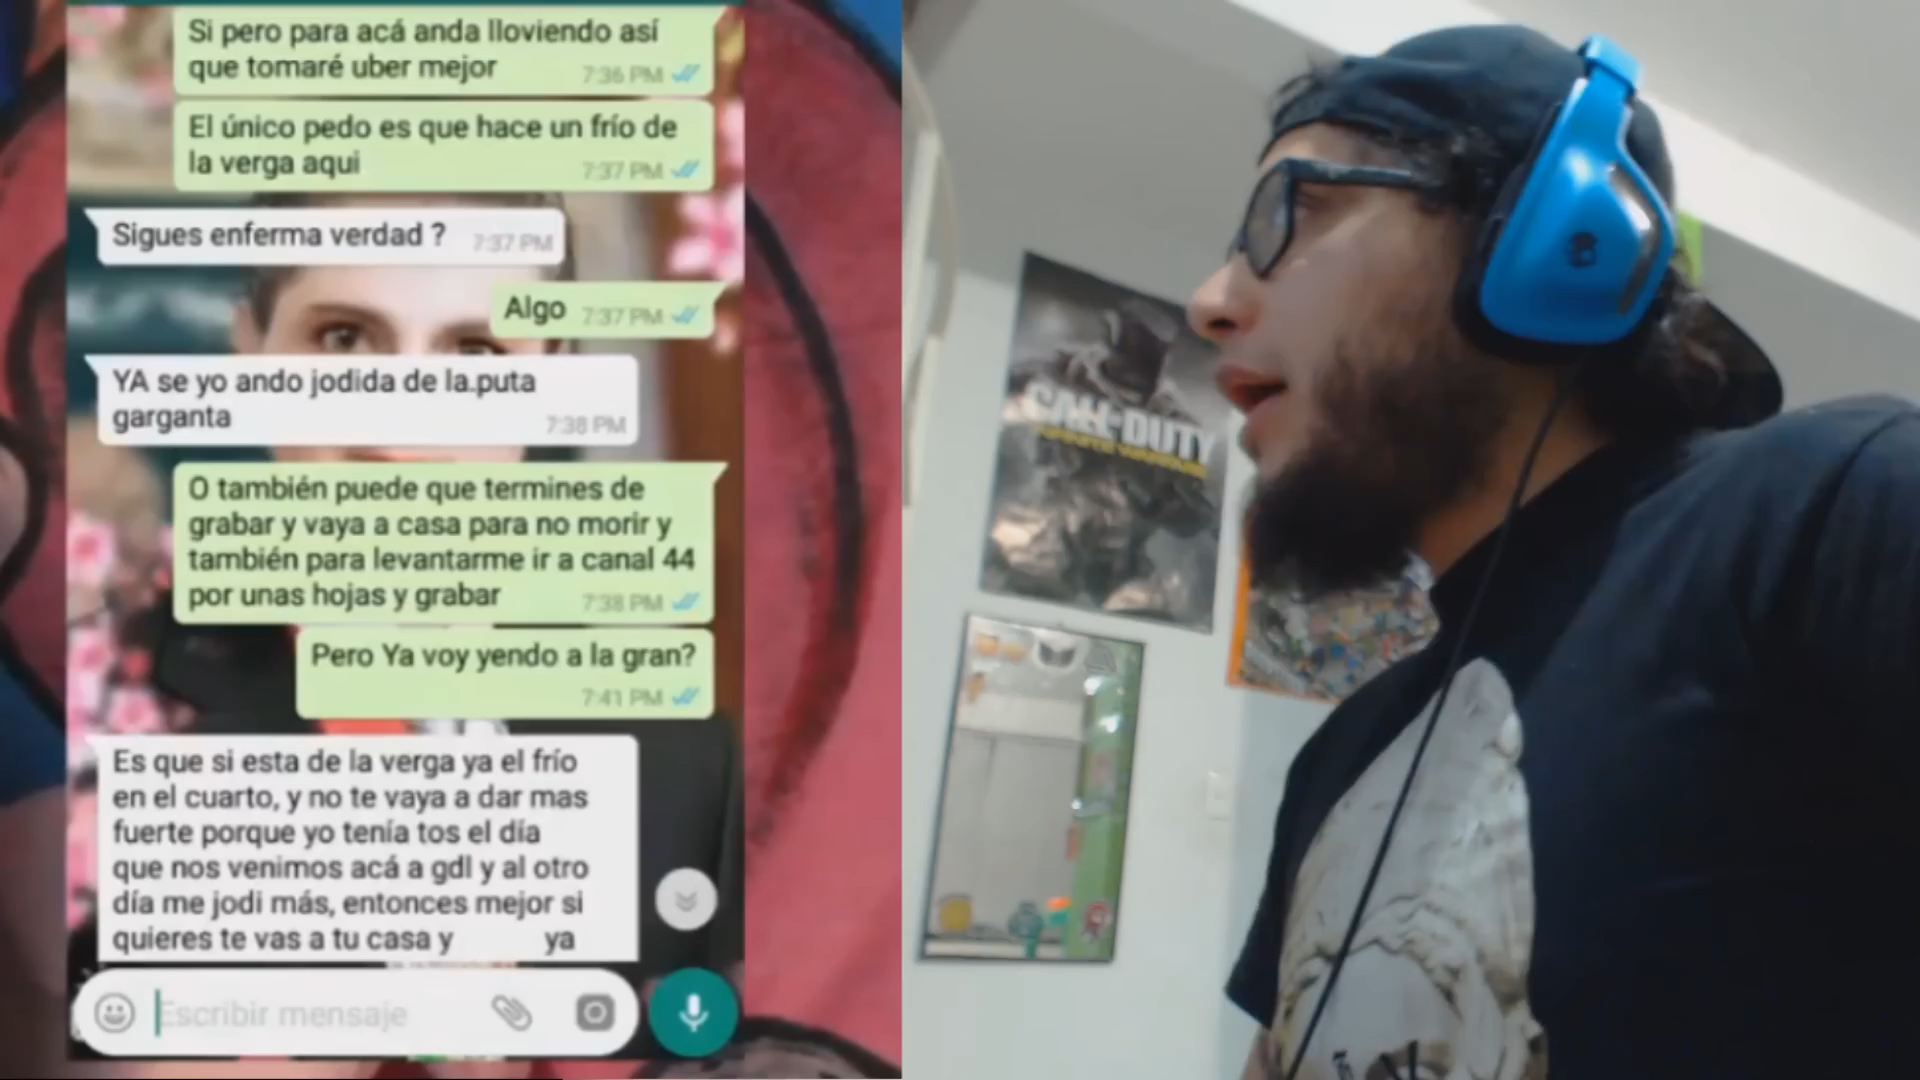 Si pero para acá anda lloviendo así
que tomaré uber mejor
7:36 PM
El único pedo es que hace un frío de
la verga aqui
7:37 PM
Sigues enferma verdad ?
7:37 PM
Algo
7:37 PM
YA se yo ando jodida de la.puta
garganta
7:38 PM
O también puede que termines de
grabar y vaya a casa para no morir y
también para levantarme ir a canal 44
por unas hojas y grabar
7:38 PM
Pero Ya voy yendo a la gran?
7:41 PM
Es que si esta de la verga ya el frío
en el cuarto, y no te vaya a dar mas
fuerte porque yo tenía tos el día
que nos venimos acá a gdl y al otro
día me jodi más, entonces mejor si
quieres te vas a tu casa y ya
Escribir mensaje
CALL OF DUTY
INFINITE WARFARE